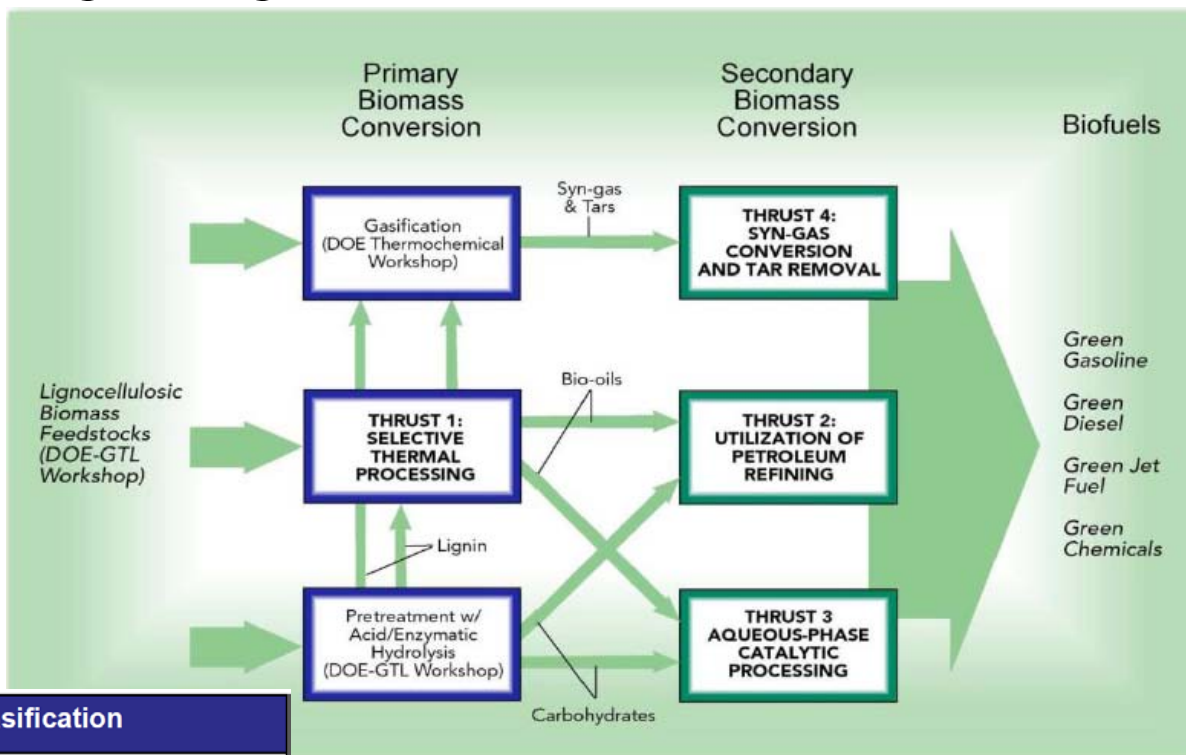 Primary
Biomass
Conversion
Secondary
Biomass
Conversion
Biofuels
Gasification
(DOE Thermochemical
Workshop)
Syn-gas
& Tars
THRUST 4:
SYN-GAS
CONVERSION
AND TAR REMOVAL
Lignocellulosic
Biomass
Feedstocks
(DOE-GTL
Workshop)
THRUST 1:
SELECTIVE
THERMAL
PROCESSING
Bio-oils
THRUST 2:
UTILIZATION OF
PETROLEUM
REFINING
Green
Gasoline
Green
Diesel
Green Jet
Fuel
Green
Chemicals
Lignin
Pretreatment w/
Acid/Enzymatic
Hydrolysis
(DOE-GTL Workshop)
Carbohydrates
THRUST 3
AQUEOUS-PHASE
CATALYTIC
PROCESSING
sification